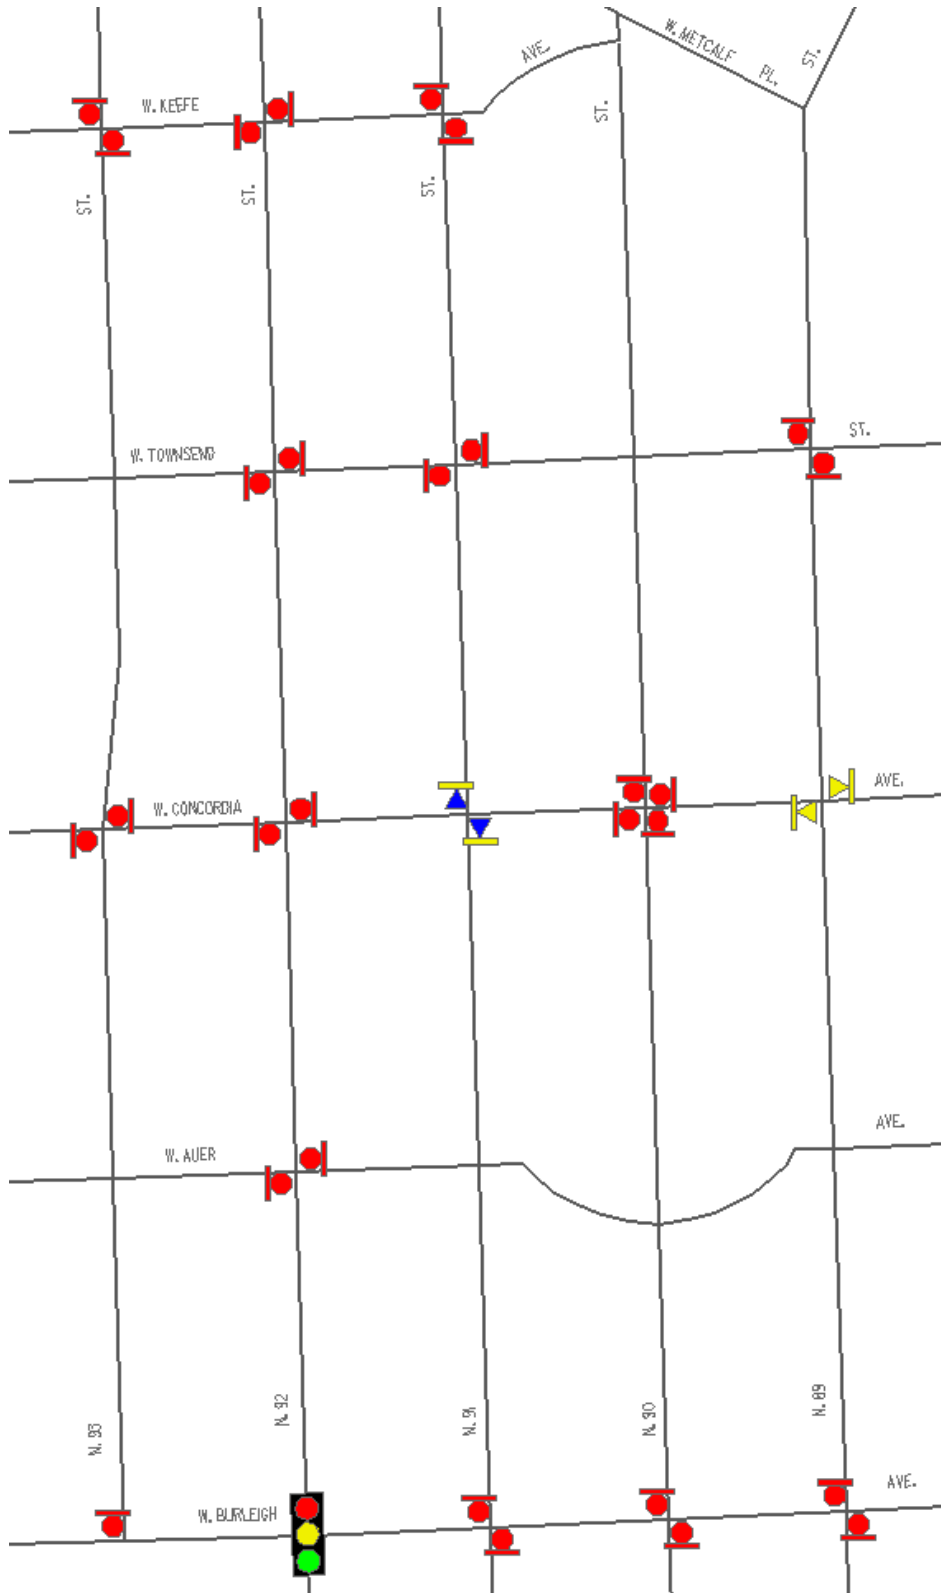 W. METCALF
PL.
ST.
AVE.
W. KEEFE
ST.
ST.
ST.
ST.
ST.
W. TOWNSEND
AVE.
W. CONCORDIA
AVE.
W. AUER
N. 93
N. 92
N. 91
N. 90
N. 89
AVE.
W. BURLEIGH